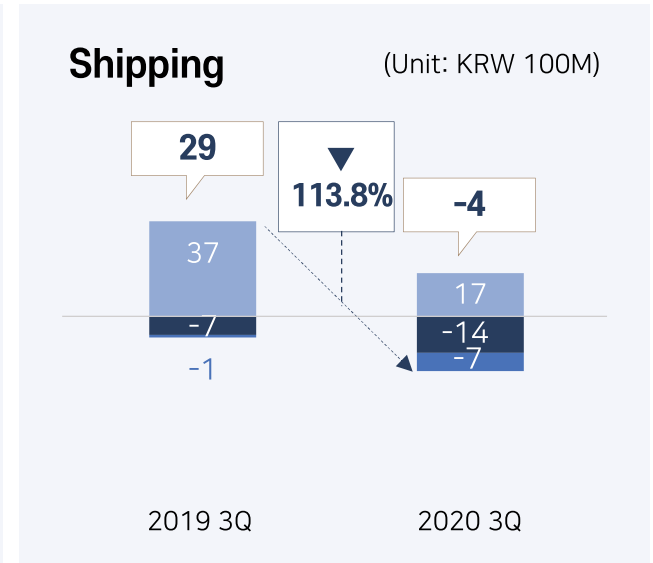 Shipping
(Unit: KRW 100M)
29
▼
113.8%
-4
37
17
-7
-14
-7
-1
2019 3Q
2020 3Q